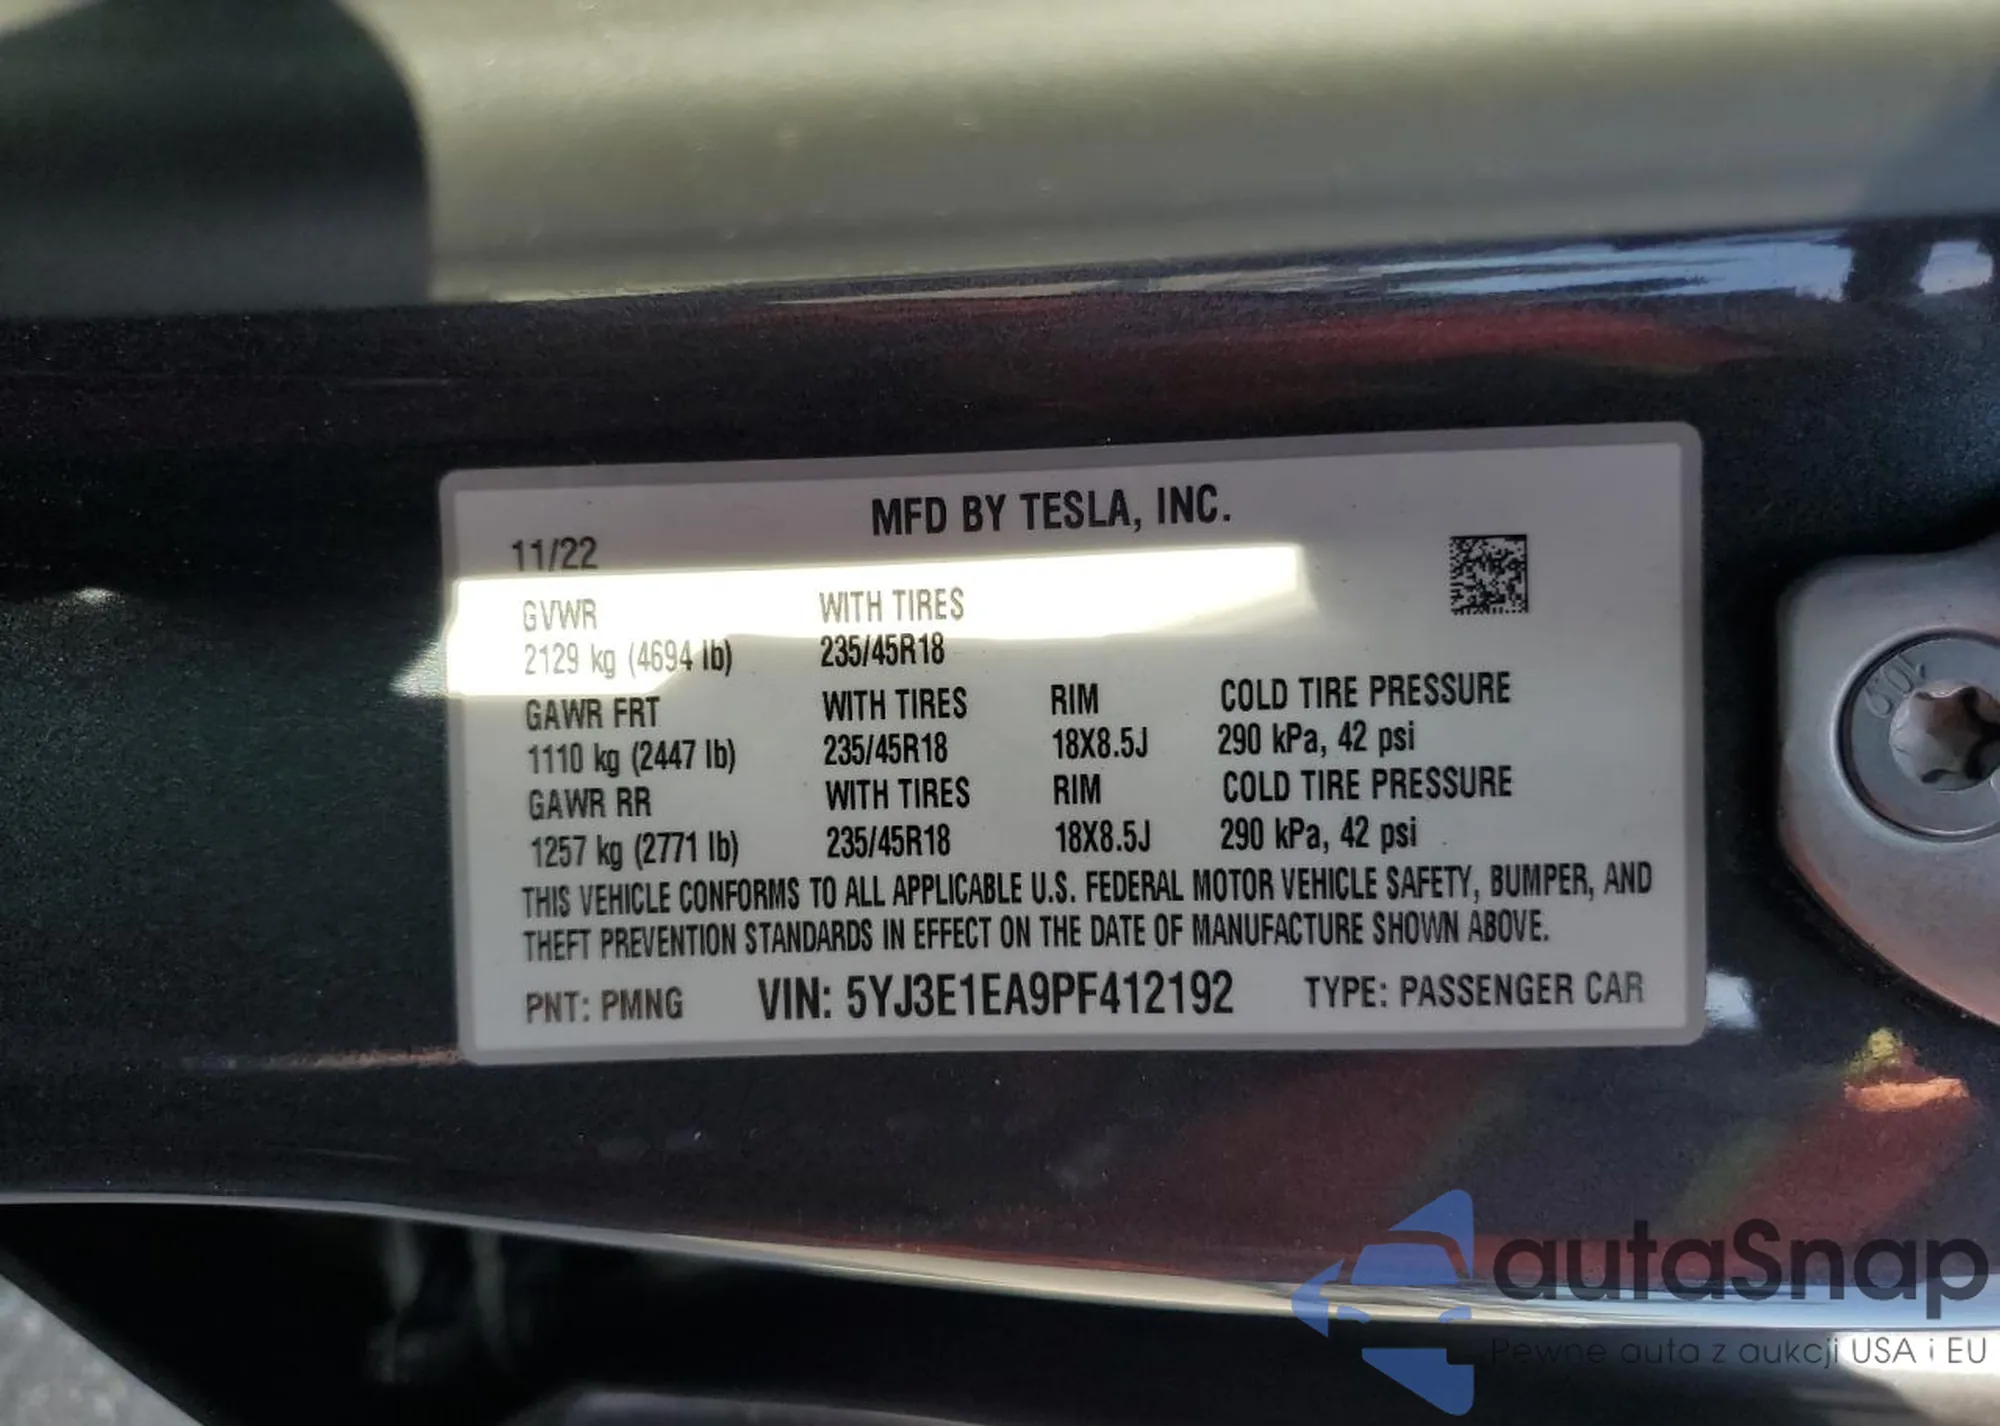 MFD BY TESLA, INC.
11/22
GVWR WITH TIRES
2129 kg (4694 lb) 235/45R18
GAWR FRT WITH TIRES RIM COLD TIRE PRESSURE
1110 kg (2447 lb) 235/45R18 18X8.5J 290 kPa, 42 psi
GAWR RR WITH TIRES RIM COLD TIRE PRESSURE
1257 kg (2771 lb) 235/45R18 18X8.5J 290 kPa, 42 psi
THIS VEHICLE CONFORMS TO ALL APPLICABLE U.S. FEDERAL MOTOR VEHICLE SAFETY, BUMPER, AND
THEFT PREVENTION STANDARDS IN EFFECT ON THE DATE OF MANUFACTURE SHOWN ABOVE.
PNT: PMNG VIN: 5YJ3E1EA9PF412192 TYPE: PASSENGER CAR
autaSnap
Pewne auta z aukcji USA i EU